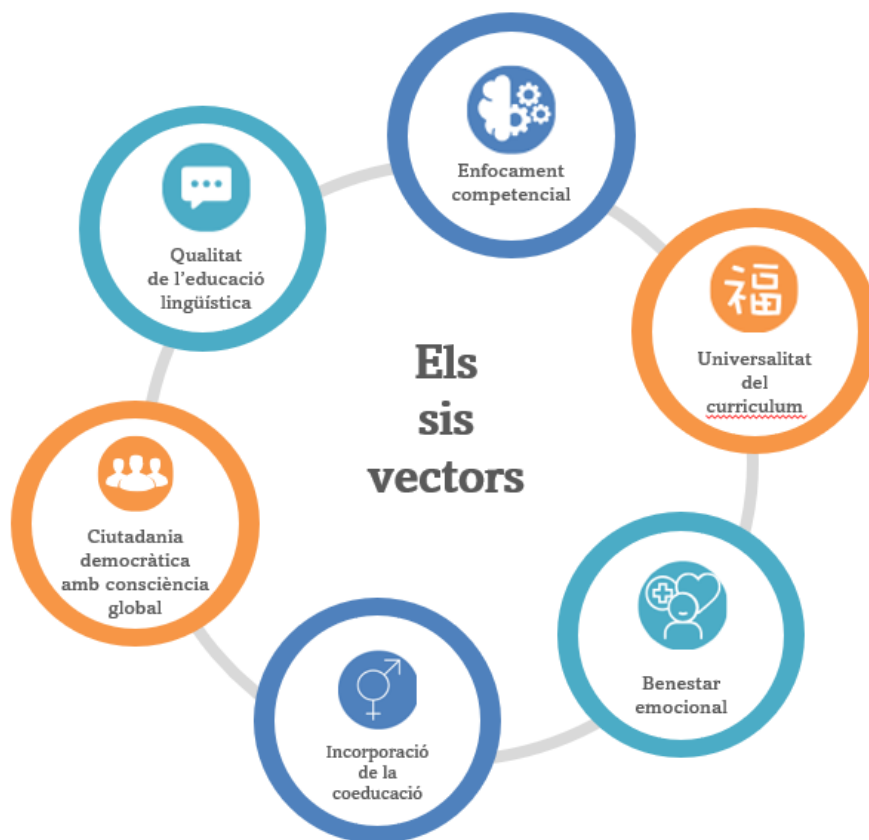 Enfocament
competencial
福
Universalitat
del
curriculum
Benestar
emocional
Incorporació
de la
coeducació
Ciutadania
democràtica
amb consciència
global
Qualitat
de l'educació
lingüística
Els
sis
vectors